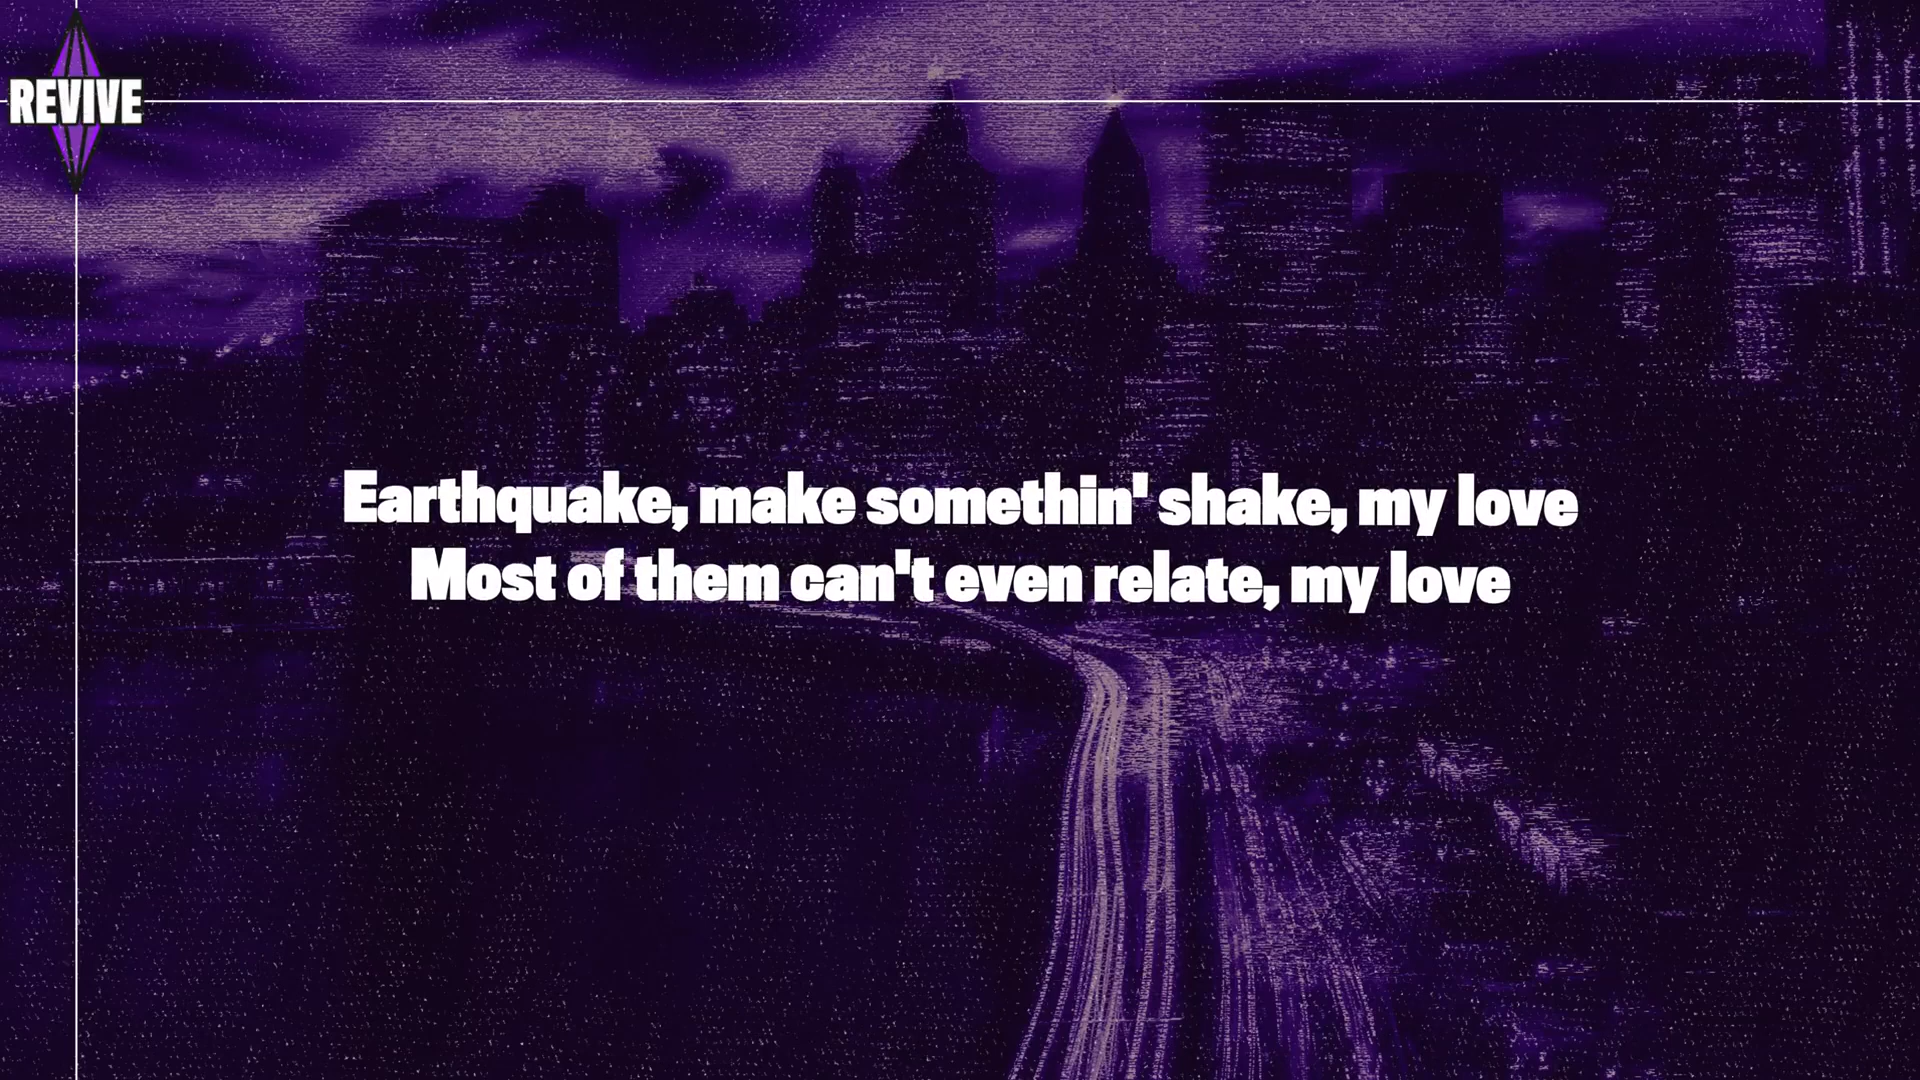 REVIVE
Earthquake, make somethin' shake, my love
Most of them can't even relate, my love